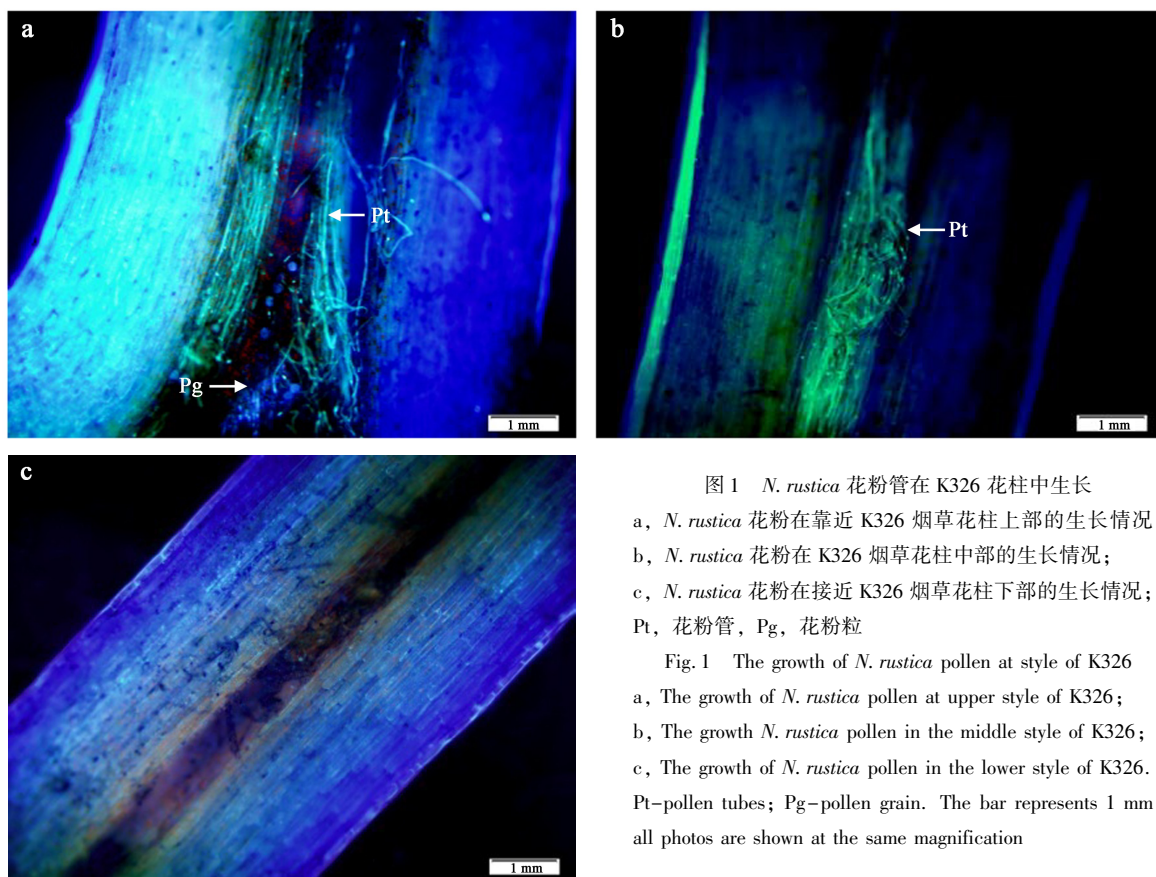 a
Pt
Pg
1 mm
b
Pt
1 mm
c
1 mm
图 1 N. rustica 花粉管在 K326 花柱中生长
a, N. rustica 花粉在靠近 K326 烟草花柱上部的生长情况
b, N. rustica 花粉在 K326 烟草花柱中部的生长情况;
c, N. rustica 花粉在接近 K326 烟草花柱下部的生长情况;
Pt, 花粉管, Pg, 花粉粒
Fig. 1 The growth of N. rustica pollen at style of K326
a, The growth of N. rustica pollen at upper style of K326;
b, The growth N. rustica pollen in the middle style of K326;
c, The growth of N. rustica pollen in the lower style of K326.
Pt-pollen tubes; Pg-pollen grain. The bar represents 1 mm
all photos are shown at the same magnification